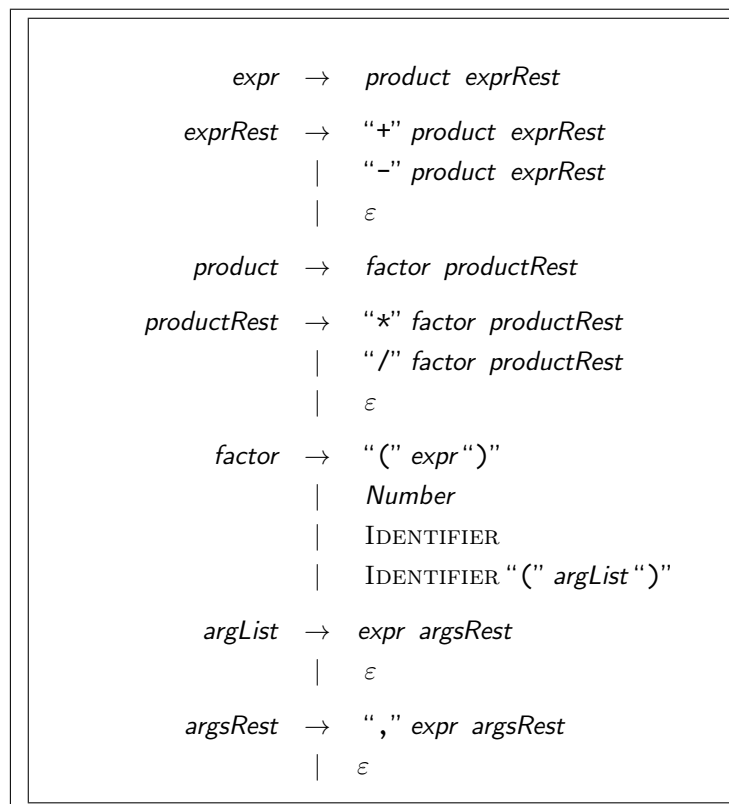 expr → product exprRest
exprRest → “+” product exprRest
| “-” product exprRest
| ε
product → factor productRest
productRest → “*” factor productRest
| “/” factor productRest
| ε
factor → “(” expr “)”
| Number
| IDENTIFIER
| IDENTIFIER “(” argList “)”
argList → expr argsRest
| ε
argsRest → “,” expr argsRest
| ε